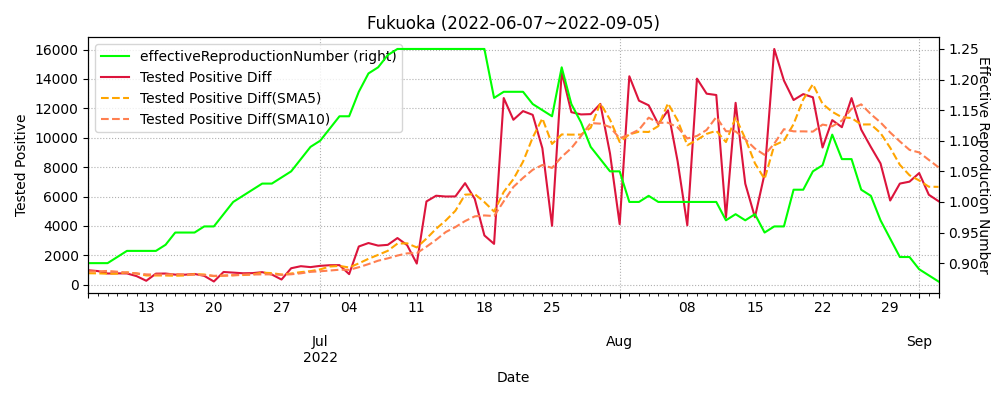 Fukuoka (2022-06-07~2022-09-05)
effectiveReproductionNumber (right)
Tested Positive Diff
Tested Positive Diff(SMA5)
Tested Positive Diff(SMA10)
Tested Positive
16000
14000
12000
10000
8000
6000
4000
2000
0
1.25
1.20
1.15
1.10
1.05
1.00
0.95
0.90
Effective Reproduction Number
13 20 27 04 11 18 25 08 15 22 29
Jul Aug Sep
2022
Date